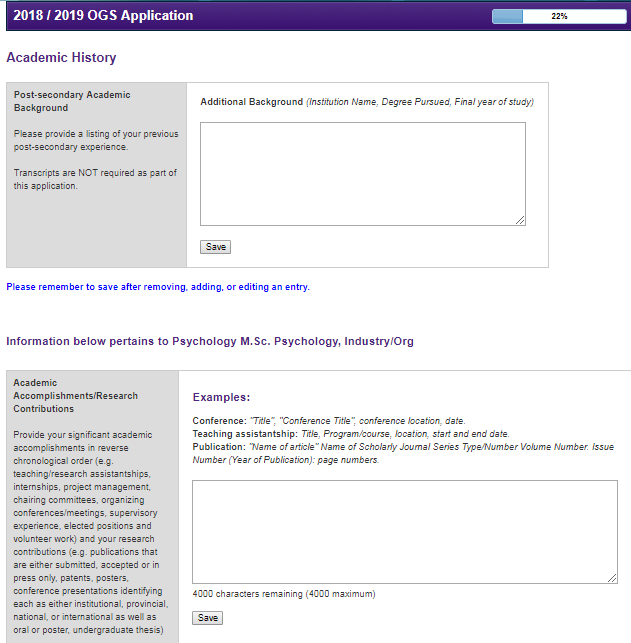 2018 / 2019 OGS Application
22%
Academic History
Post-secondary Academic
Background
Please provide a listing of your previous
post-secondary experience.
Transcripts are NOT required as part of
this application.
Additional Background (Institution Name, Degree Pursued, Final year of study)
Save
Please remember to save after removing, adding, or editing an entry.
Information below pertains to Psychology M.Sc. Psychology, Industry/Org
Academic
Accomplishments/Research
Contributions
Provide your significant academic
accomplishments in reverse
chronological order (e.g.
teaching/research assistantships,
internships, project management,
chairing committees, organizing
conferences/meetings, supervisory
experience, elected positions and
volunteer work) and your research
contributions (e.g. publications that
are either submitted, accepted or in
press only, patents, posters,
conference presentations identifying
each as either institutional, provincial,
national, or international as well as
oral or poster, undergraduate thesis)
Examples:
Conference: "Title", "Conference Title", conference location, date.
Teaching assistantship: Title, Program/course, location, start and end date.
Publication: "Name of article" Name of Scholarly Journal Series Type/Number Volume Number. Issue
Number (Year of Publication): page numbers.
4000 characters remaining (4000 maximum)
Save